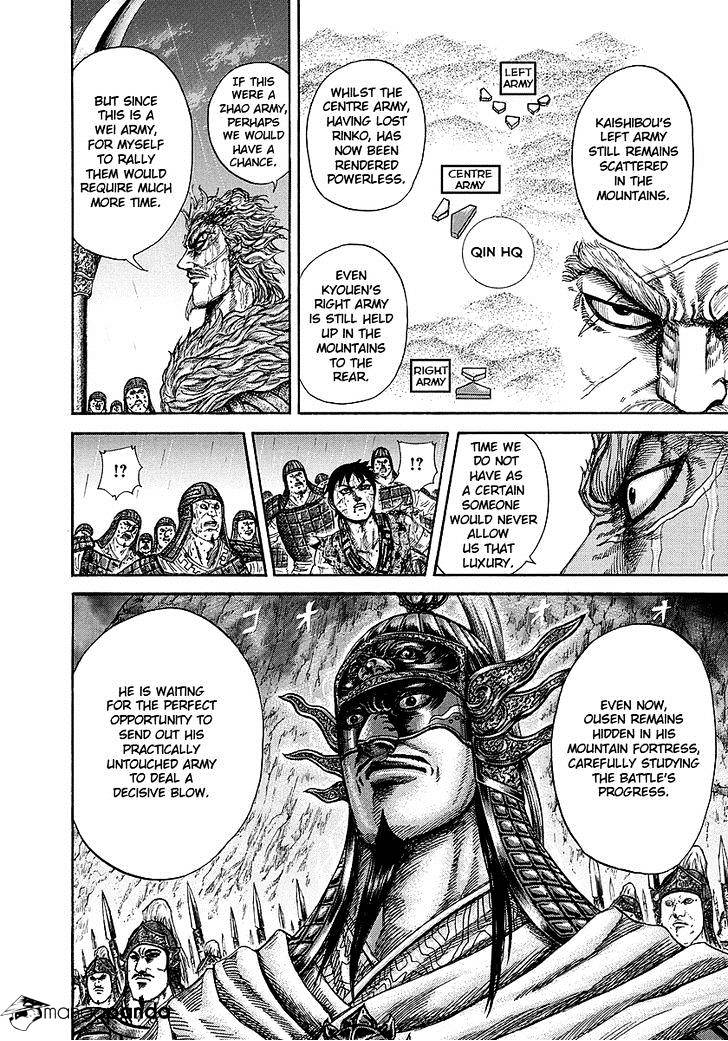 KAISHIBOU'S
LEFT ARMY
STILL REMAINS
SCATTERED
IN THE
MOUNTAINS.
LEFT
ARMY
CENTRE
ARMY
QIN HQ
RIGHT
ARMY
WHILST THE
CENTRE ARMY,
HAVING LOST
RINKO, HAS
NOW BEEN
RENDERED
POWERLESS.
EVEN
KYOUEN'S
RIGHT ARMY
IS STILL HELD
UP IN THE
MOUNTAINS
TO THE
REAR.
IF THIS
WERE A
ZHAO ARMY,
PERHAPS
WE WOULD
HAVE A
CHANCE.
BUT SINCE
THIS IS A
WEI ARMY,
FOR MYSELF
TO RALLY
THEM WOULD
REQUIRE MUCH
MORE TIME.
TIME WE
DO NOT
HAVE AS
A CERTAIN
SOMEONE
WOULD NEVER
ALLOW
US THAT
LUXURY.
!?
!?
ゴ オ オ
EVEN NOW,
OUSEN REMAINS
HIDDEN IN HIS
MOUNTAIN FORTRESS,
CAREFULLY STUDYING
THE BATTLE'S
PROGRESS.
HE IS WAITING
FOR THE PERFECT
OPPORTUNITY TO
SEND OUT HIS
PRACTICALLY
UNTOUCHED ARMY
TO DEAL A
DECISIVE BLOW.
mangapanda